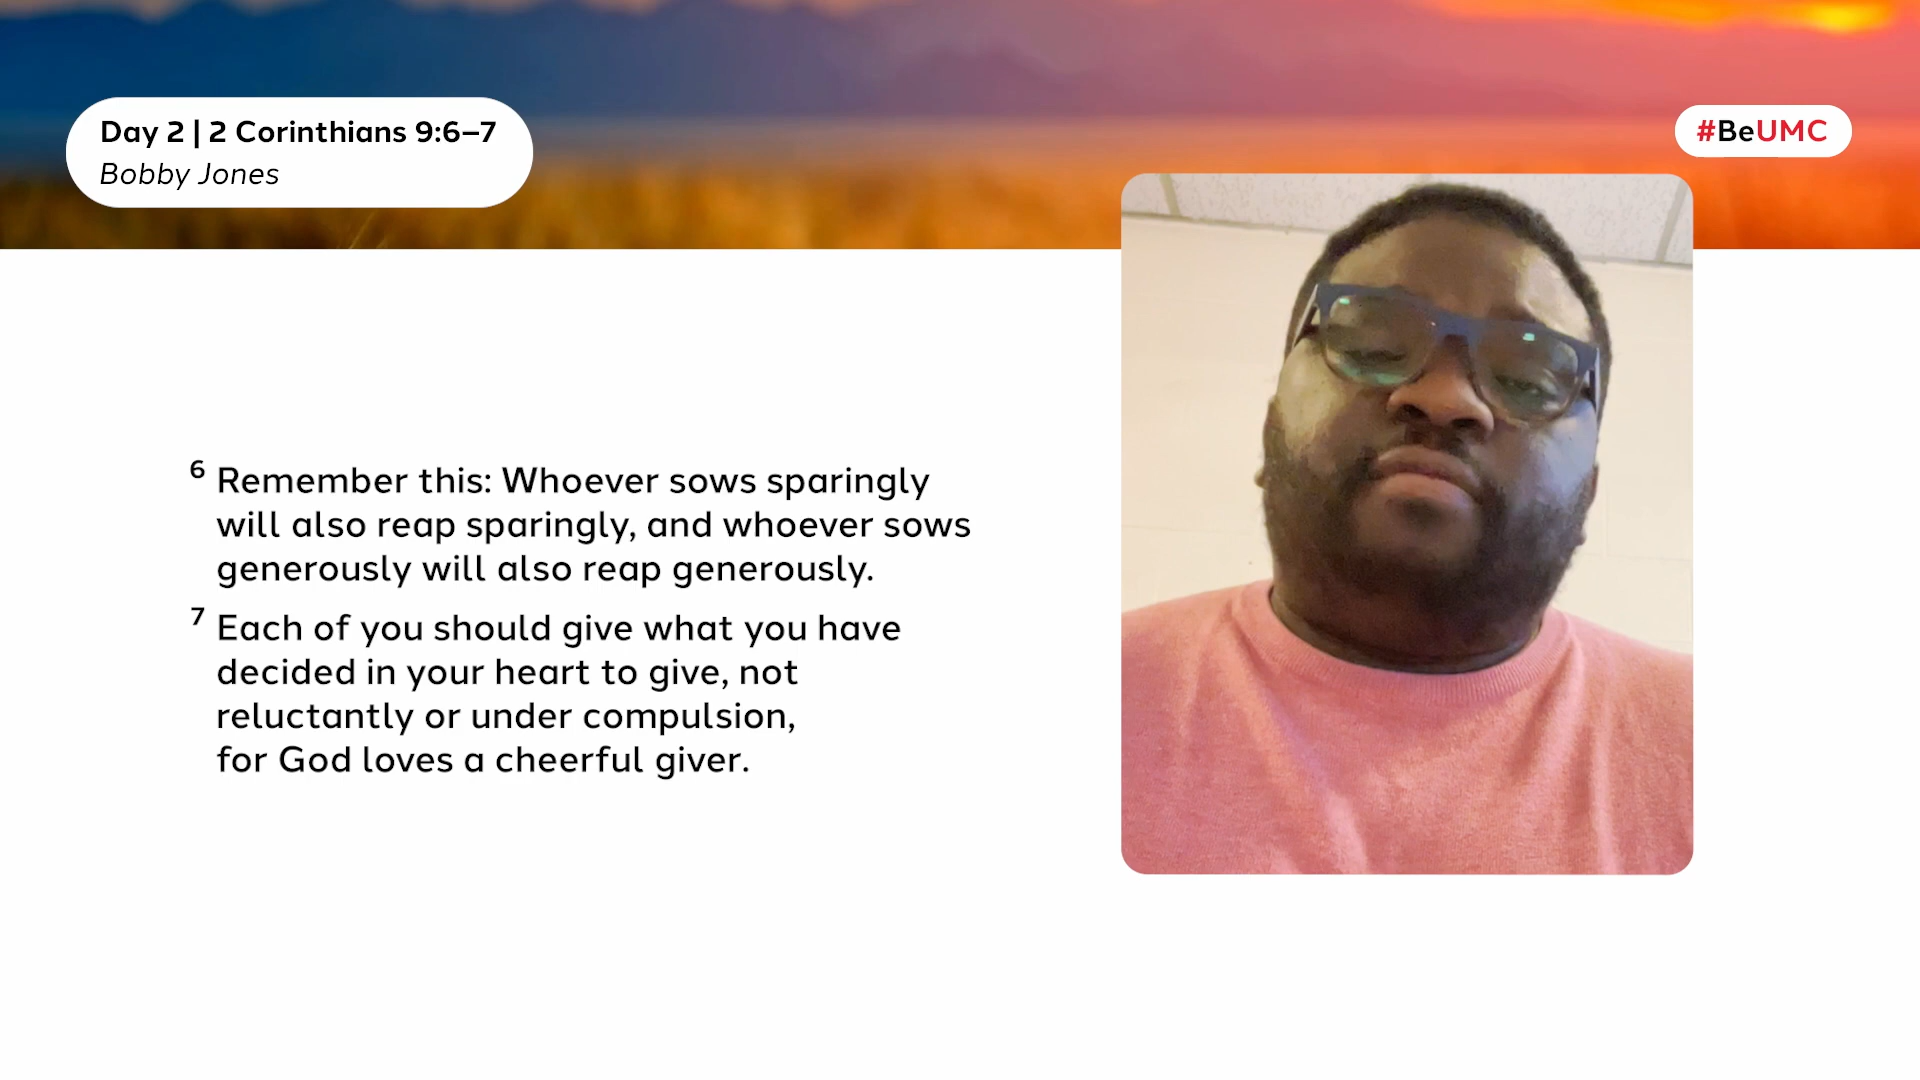 Day 2 | 2 Corinthians 9:6–7
Bobby Jones
#BeUMC
6 Remember this: Whoever sows sparingly
will also reap sparingly, and whoever sows
generously will also reap generously.
7 Each of you should give what you have
decided in your heart to give, not
reluctantly or under compulsion,
for God loves a cheerful giver.